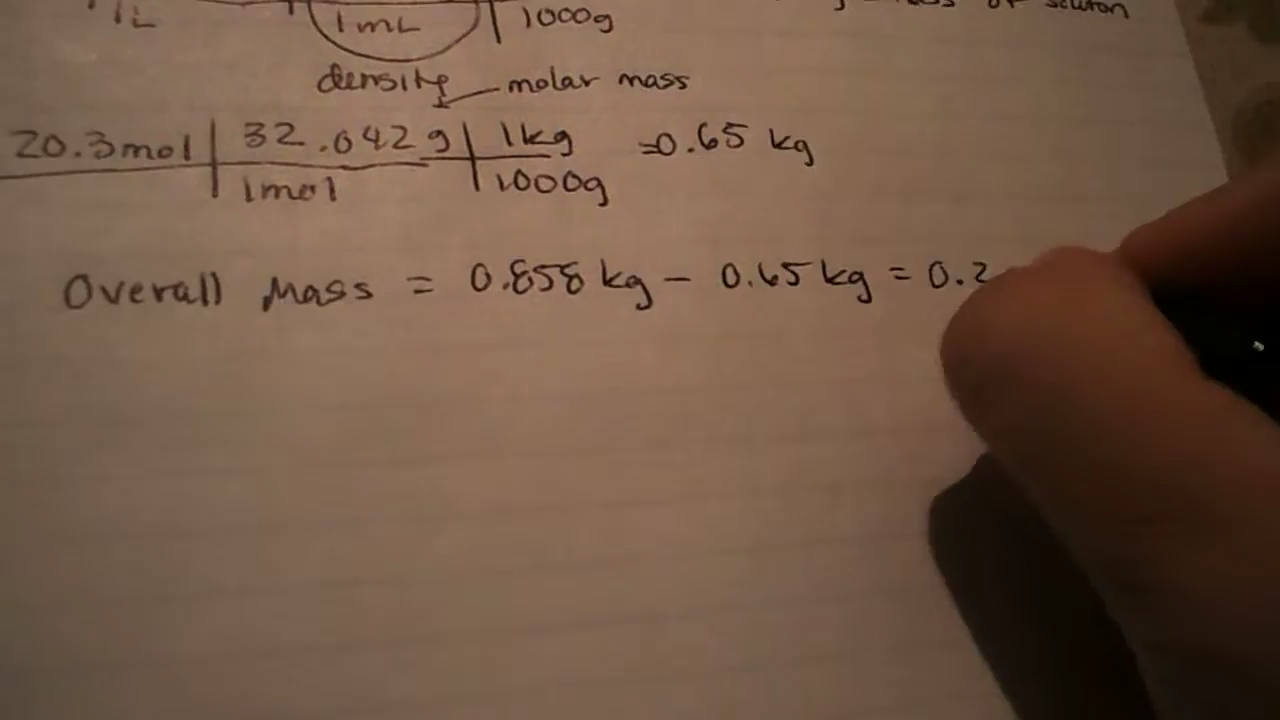 1L 1mL 1000g
density molar mass
20.3mol 32.042g 1kg =0.65 kg
1mol 1000g
Overall Mass = 0.858 kg - 0.65 kg = 0.2